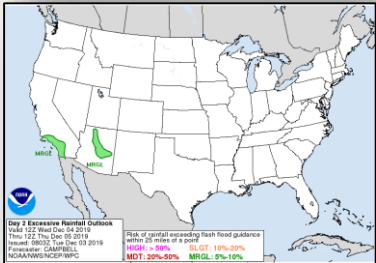 MRGL
MRGL
NOAA
Day 2 Excessive Rainfall Outlook
Valid 12Z Wed Dec 04 2019
Thru 12Z Thu Dec 05 2019
Issued: 0803Z Tue Dec 03 2019
Forecaster: CAMPBELL
NOAA/NWS/NCEP/WPC
Risk of rainfall exceeding flash flood guidance
within 25 miles of a point
HIGH: > 50% SLGT: 10%-20%
MDT: 20%-50% MRGL: 5%-10%